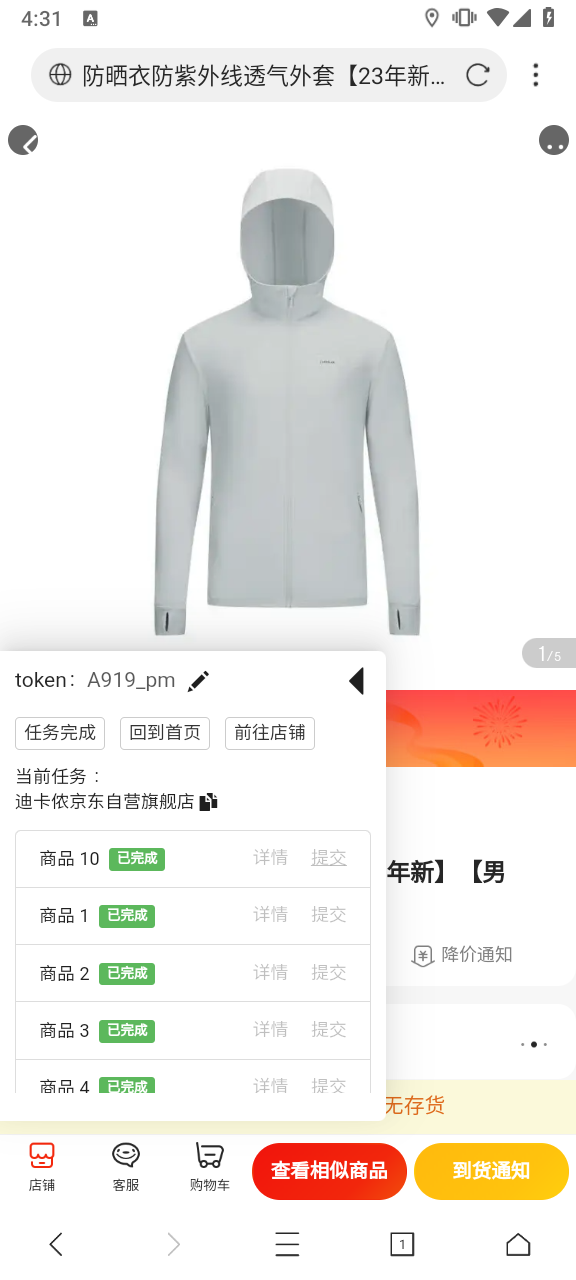 4:31
A
防晒衣防紫外线透气外套【23年新...
1/5
token： A919_pm
任务完成 回到首页 前往店铺
当前任务：
迪卡侬京东自营旗舰店
商品 10 已完成 详情 提交
商品 1 已完成 详情 提交
商品 2 已完成 详情 提交
商品 3 已完成 详情 提交
商品 4 已完成 详情 提交
年新】【男
降价通知
无存货
店铺 客服 购物车 查看相似商品 到货通知
1